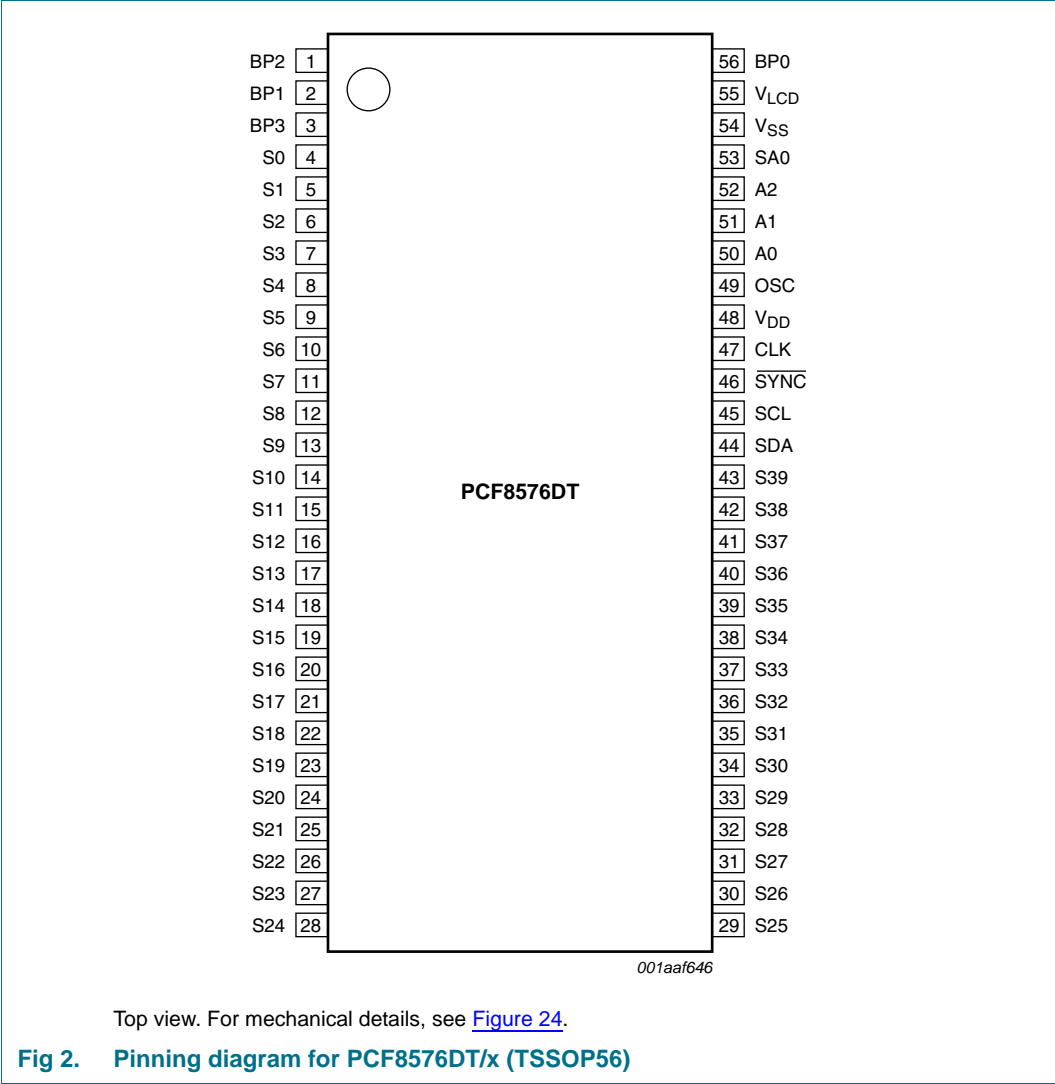 BP2 1 56 BP0
BP1 2 55 VLCD
BP3 3 54 VSS
S0 4 53 SA0
S1 5 52 A2
S2 6 51 A1
S3 7 50 A0
S4 8 49 OSC
S5 9 48 VDD
S6 10 47 CLK
S7 11 46 SYNC
S8 12 45 SCL
S9 13 44 SDA
S10 14 43 S39
PCF8576DT
S11 15 42 S38
S12 16 41 S37
S13 17 40 S36
S14 18 39 S35
S15 19 38 S34
S16 20 37 S33
S17 21 36 S32
S18 22 35 S31
S19 23 34 S30
S20 24 33 S29
S21 25 32 S28
S22 26 31 S27
S23 27 30 S26
S24 28 29 S25
001aaf646
Top view. For mechanical details, see Figure 24.
Fig 2. Pinning diagram for PCF8576DT/x (TSSOP56)